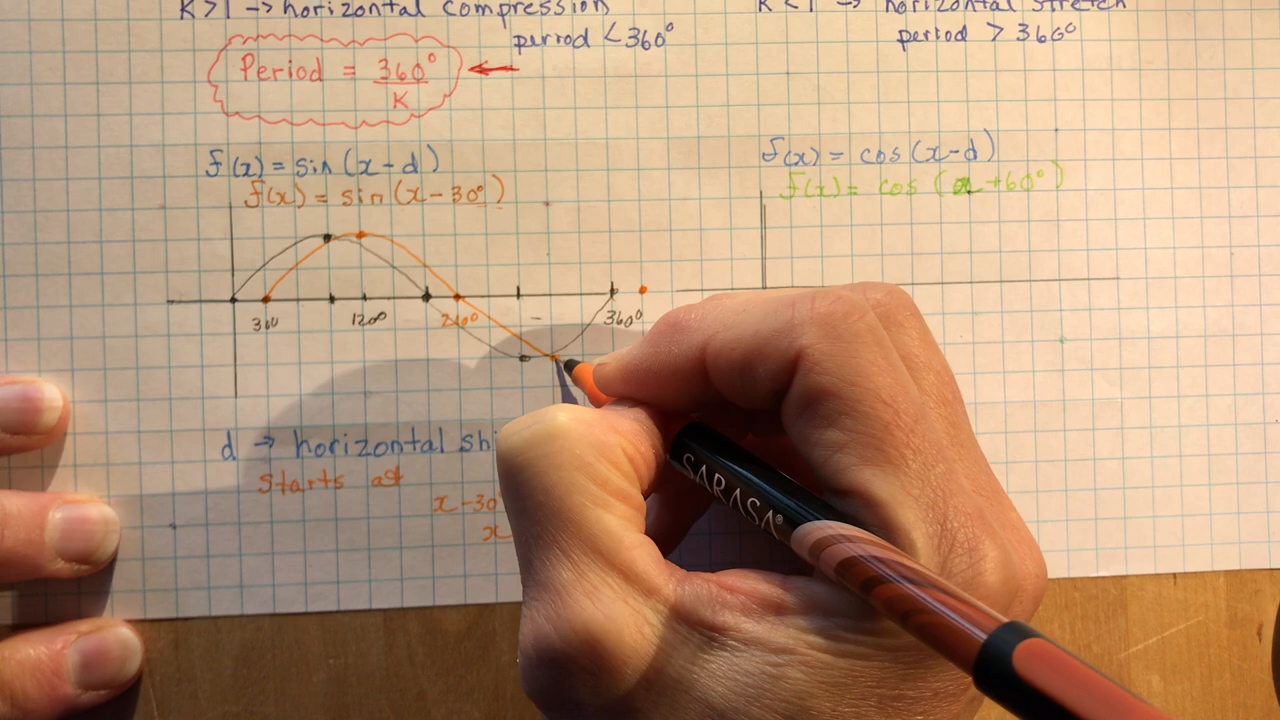 K > 1 → horizontal compression
period < 360°
K < 1 → horizontal stretch
period > 360°
Period = 360°
K
f(x) = sin(x-d)
f(x) = sin(x-30°)
30°
120°
210°
360°
d → horizontal shi
starts at
x-30°
x
f(x) = cos(x-d)
f(x) = cos(x+60°)
SARASA®